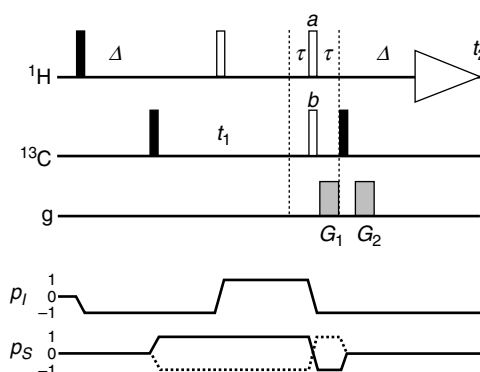 a
¹H Δ τ τ Δ t₂
b
¹³C t₁
g
G₁ G₂
p_I 1 0 −1
p_S 1 0 −1